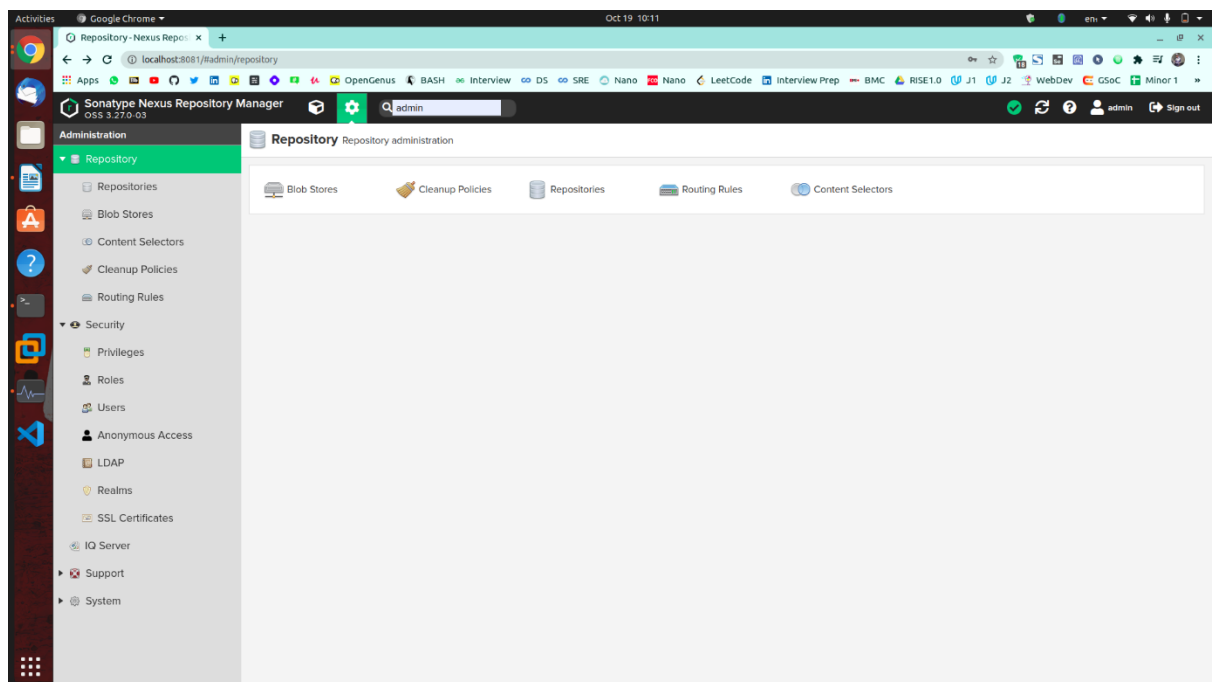 Activities Google Chrome Oct 19 10:11 en₁
Repository - Nexus Repos
localhost:8081/#admin/repository
Apps OpenGenus BASH Interview DS SRE Nano Nano LeetCode Interview Prep BMC RISE1.0 J1 J2 WebDev GSoC Minor 1 »
Sonatype Nexus Repository Manager
OSS 3.27.0-03
admin
admin Sign out
Administration
Repository Repository administration
Repository
Repositories
Blob Stores
Content Selectors
Cleanup Policies
Routing Rules
Security
Privileges
Roles
Users
Anonymous Access
LDAP
Realms
SSL Certificates
IQ Server
Support
System
Blob Stores Cleanup Policies Repositories Routing Rules Content Selectors